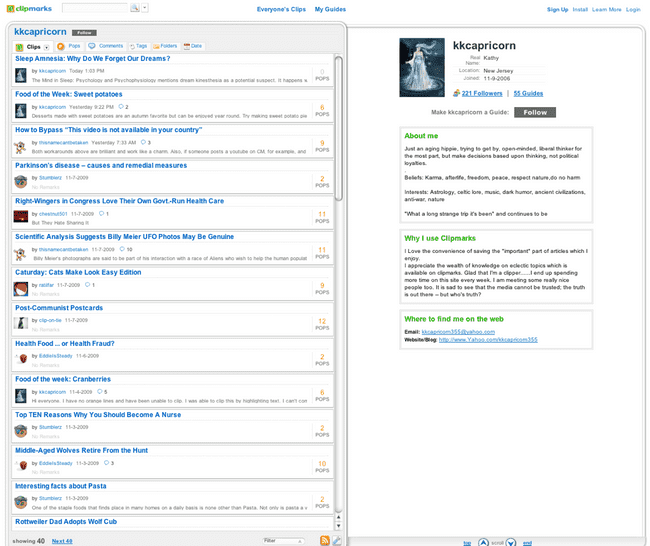 clipmarks
Everyone's Clips My Guides
Sign Up Install Learn More Login
kkcapricorn Follow
Clips Pops Comments Tags Folders Date
Sleep Amnesia: Why Do We Forget Our Dreams?
by kkcapricorn Today 1:03 PM
POPS
The Mind in Sleep: Psychology and Psychophysiology mentions dream kinesthesia as a potential suspect. It happens w
Food of the Week: Sweet potatoes
by kkcapricorn Yesterday 9:22 PM 2
6 POPS
Desserts made with sweet potatoes are an autumn favorite but can be enjoyed year round. Try making sweet potato pie
How to Bypass "This video is not available in your country"
by thisnamecantbetaken Yesterday 7:33 AM 3
9 POPS
Both workarounds above are brilliant and work like a charm. Also, if someone posts a youtube on CM, for example, and
Parkinson's disease – causes and remedial measures
by Stumblerz 11-7-2009
2 POPS
No Remarks
Right-Wingers in Congress Love Their Own Govt.-Run Health Care
by chestnut501 11-7-2009 1
11 POPS
But They Hate Sharing It
Scientific Analysis Suggests Billy Meier UFO Photos May Be Genuine
by thisnamecantbetaken 11-7-2009 10
11 POPS
Billy Meier's photographs are said to be part of his interaction with a race of Aliens who wish to help the human populat
Caturday: Cats Make Look Easy Edition
by ratilfar 11-7-2009 1
9 POPS
No Remarks
Post-Communist Postcards
by clip-on-tie 11-7-2009
12 POPS
No Remarks
Health Food ... or Health Fraud?
by EddieIsSteady 11-6-2009
2 POPS
No Remarks
Food of the week: Cranberries
by kkcapricorn 11-4-2009 5
6 POPS
Hi everyone. I have no orange lines and have been unable to clip. I was able to clip this by highlighting text. I can't con
Top TEN Reasons Why You Should Become A Nurse
by Stumblerz 11-3-2009
2 POPS
No Remarks
Middle-Aged Wolves Retire From the Hunt
by EddieIsSteady 11-3-2009 3
10 POPS
No Remarks
Interesting facts about Pasta
by Stumblerz 11-3-2009
2 POPS
One of the staple foods that finds place in many homes on a daily basis is none other than Pasta. Not only is pasta a v
Rottweiler Dad Adopts Wolf Cub
showing 40 Next 40 Filter
kkcapricorn
Real Name: Kathy
Location: New Jersey
Joined: 11-9-2006
221 Followers | 55 Guides
Make kkcapricorn a Guide: Follow
About me
Just an aging hippie, trying to get by, open-minded, liberal thinker for
the most part, but make decisions based upon thinking, not political
loyalties.
Beliefs: Karma, afterlife, freedom, peace, respect nature,do no harm
Interests: Astrology, celtic lore, music, dark humor, ancient civilizations,
anti-war, nature
"What a long strange trip it's been" and continues to be
Why I use Clipmarks
I Love the convenience of saving the "important" part of articles which I
enjoy.
I appreciate the wealth of knowledge on eclectic topics which is
available on clipmarks. Glad that I'm a clipper......I end up spending
more time on this site every week. I am meeting some really nice
people too. It is sad to see that the media cannot be trusted; the truth
is out there – but who's truth?
Where to find me on the web
Email: kkcapricorn355@yahoo.com
Website/Blog: http://www.Yahoo.com/kkcapricorn355
top scroll end